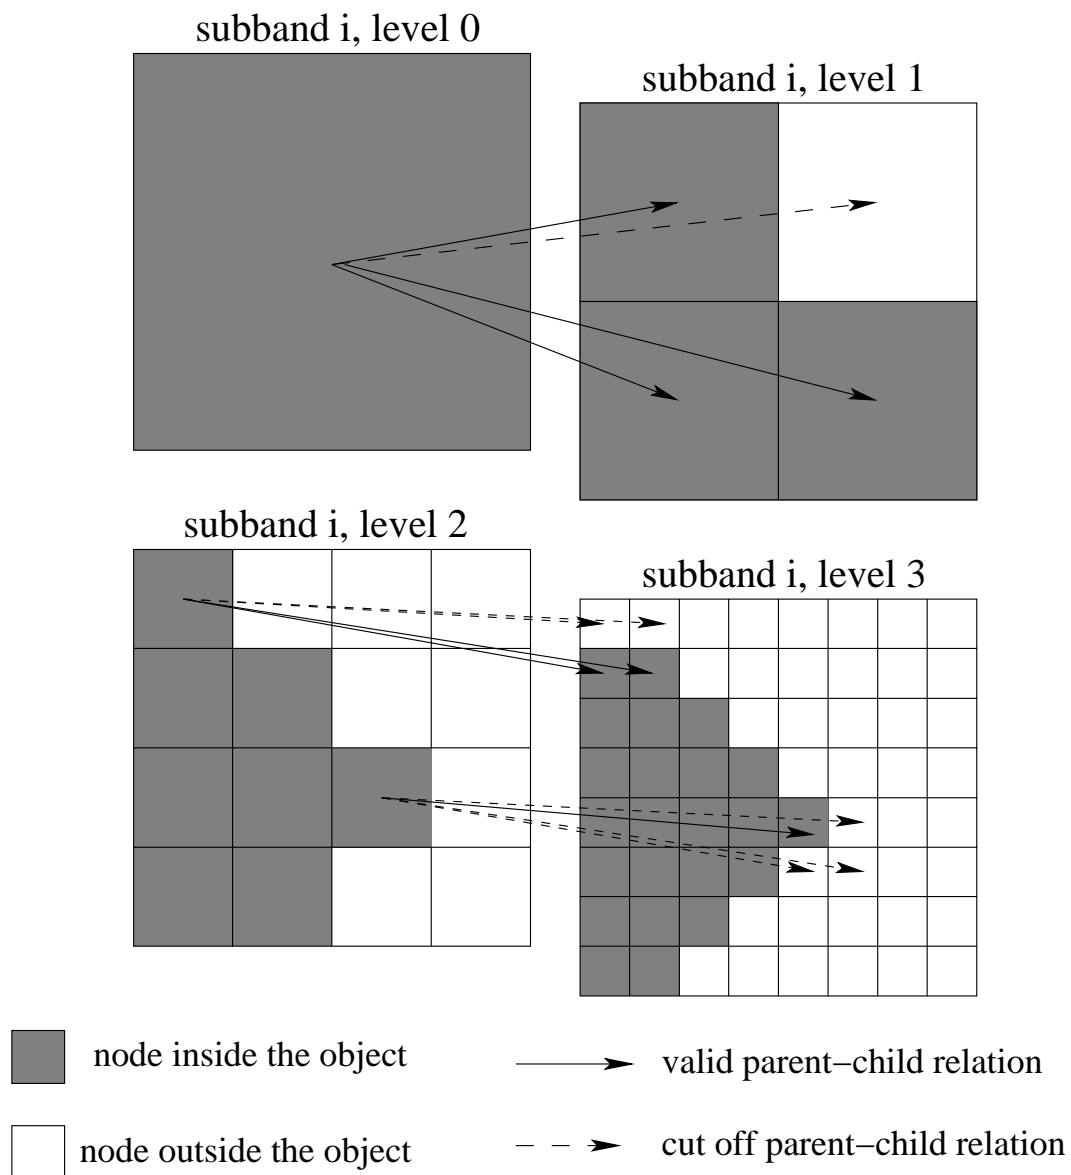 subband i, level 0
subband i, level 1
subband i, level 2
subband i, level 3
node inside the object
valid parent−child relation
node outside the object
cut off parent−child relation